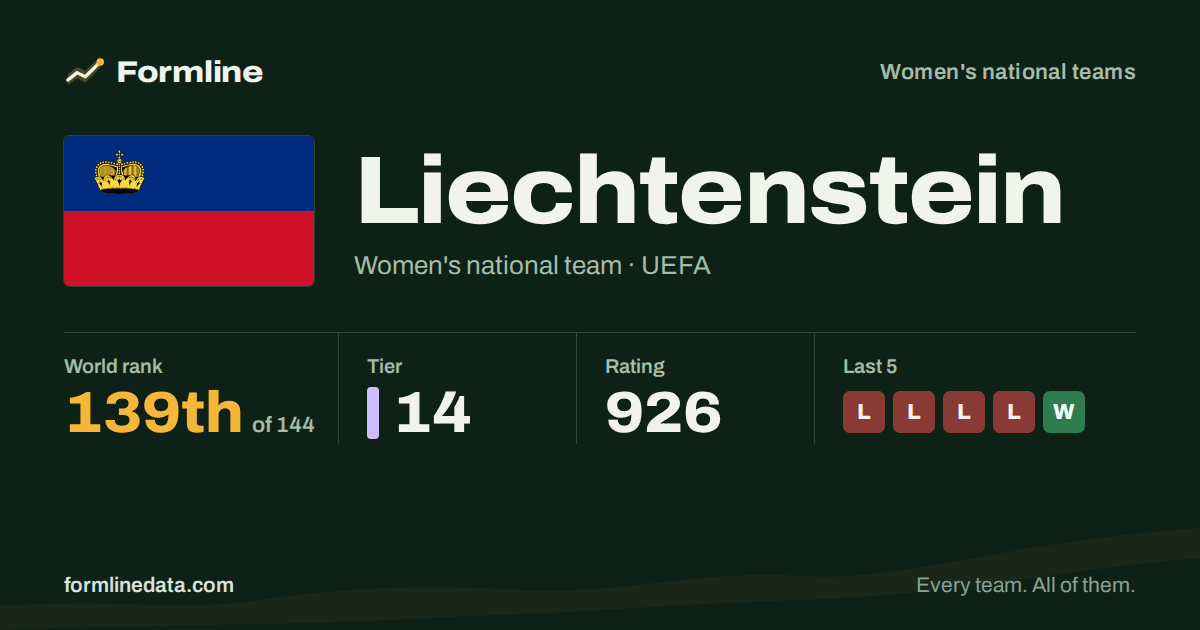 Formline
Women's national teams
Liechtenstein
Women's national team · UEFA
World rank
139th of 144
Tier
14
Rating
926
Last 5
L L L L W
formlinedata.com
Every team. All of them.